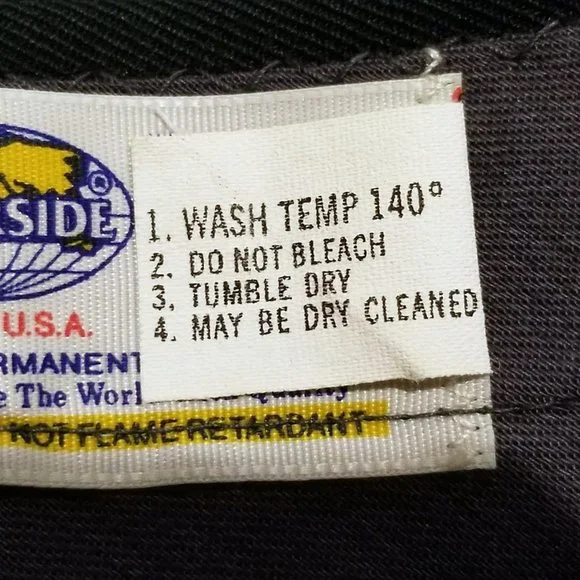 SIDE
®
1. WASH TEMP 140°
2. DO NOT BLEACH
3. TUMBLE DRY
4. MAY BE DRY CLEANED
U.S.A.
RMANENT
e The Worl Quality
NOT FLAME RETARDANT